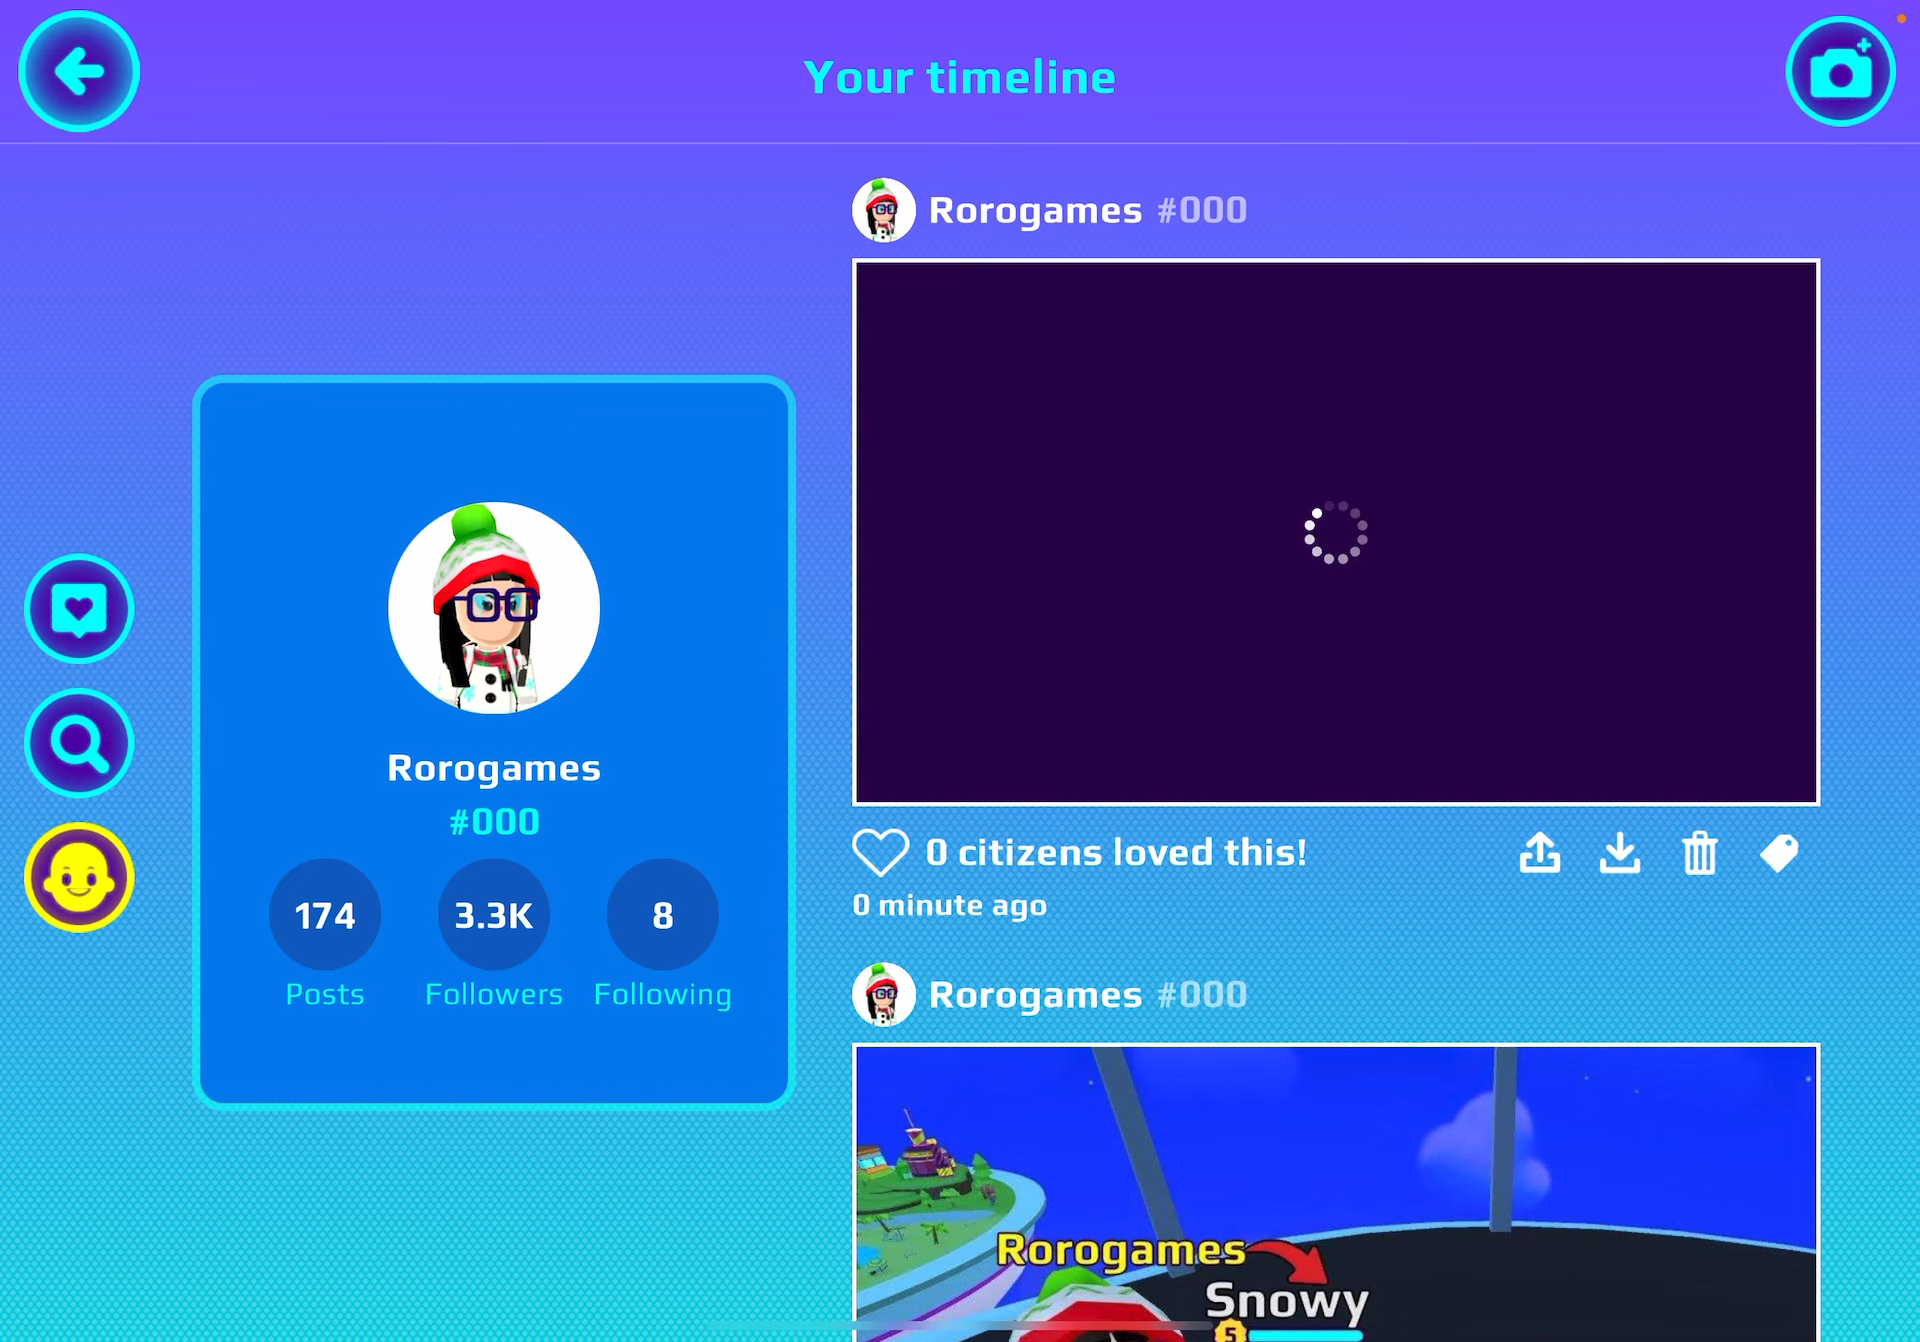 Your timeline
Rorogames #000
Rorogames
#000
174
3.3K
8
Posts
Followers
Following
0 citizens loved this!
0 minute ago
Rorogames #000
Rorogames
Snowy
5